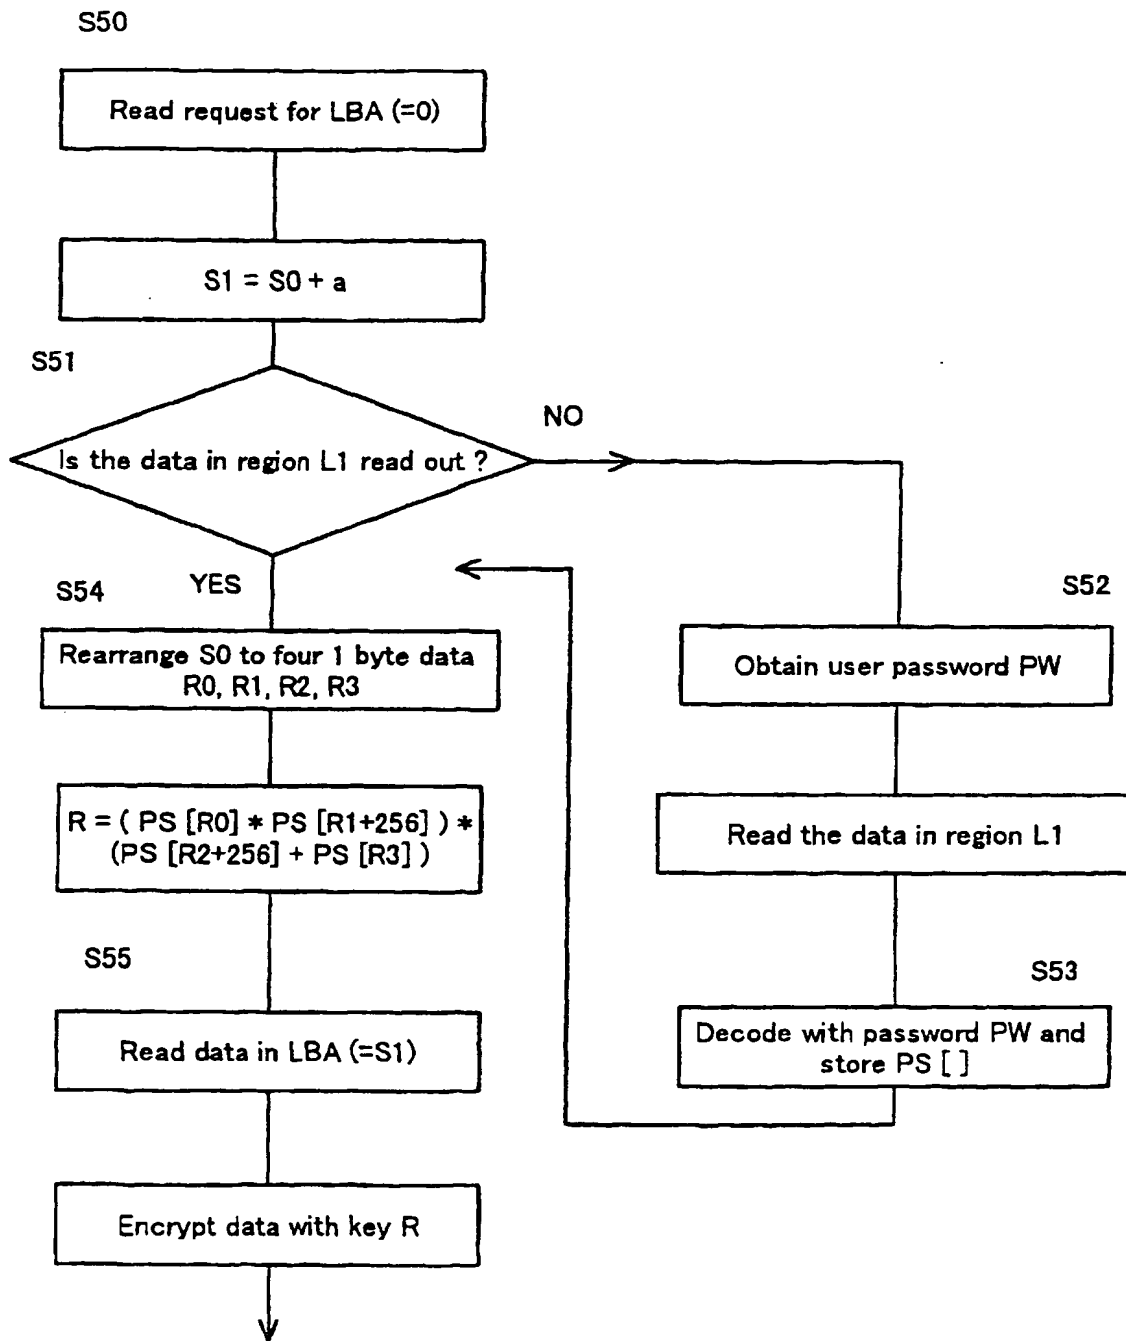 S50
Read request for LBA (=0)
S1 = S0 + a
S51
Is the data in region L1 read out ?
NO
YES
S54
Rearrange S0 to four 1 byte data
R0, R1, R2, R3
R = ( PS [R0] * PS [R1+256] ) *
(PS [R2+256] + PS [R3] )
S55
Read data in LBA (=S1)
Encrypt data with key R
S52
Obtain user password PW
Read the data in region L1
S53
Decode with password PW and
store PS [ ]